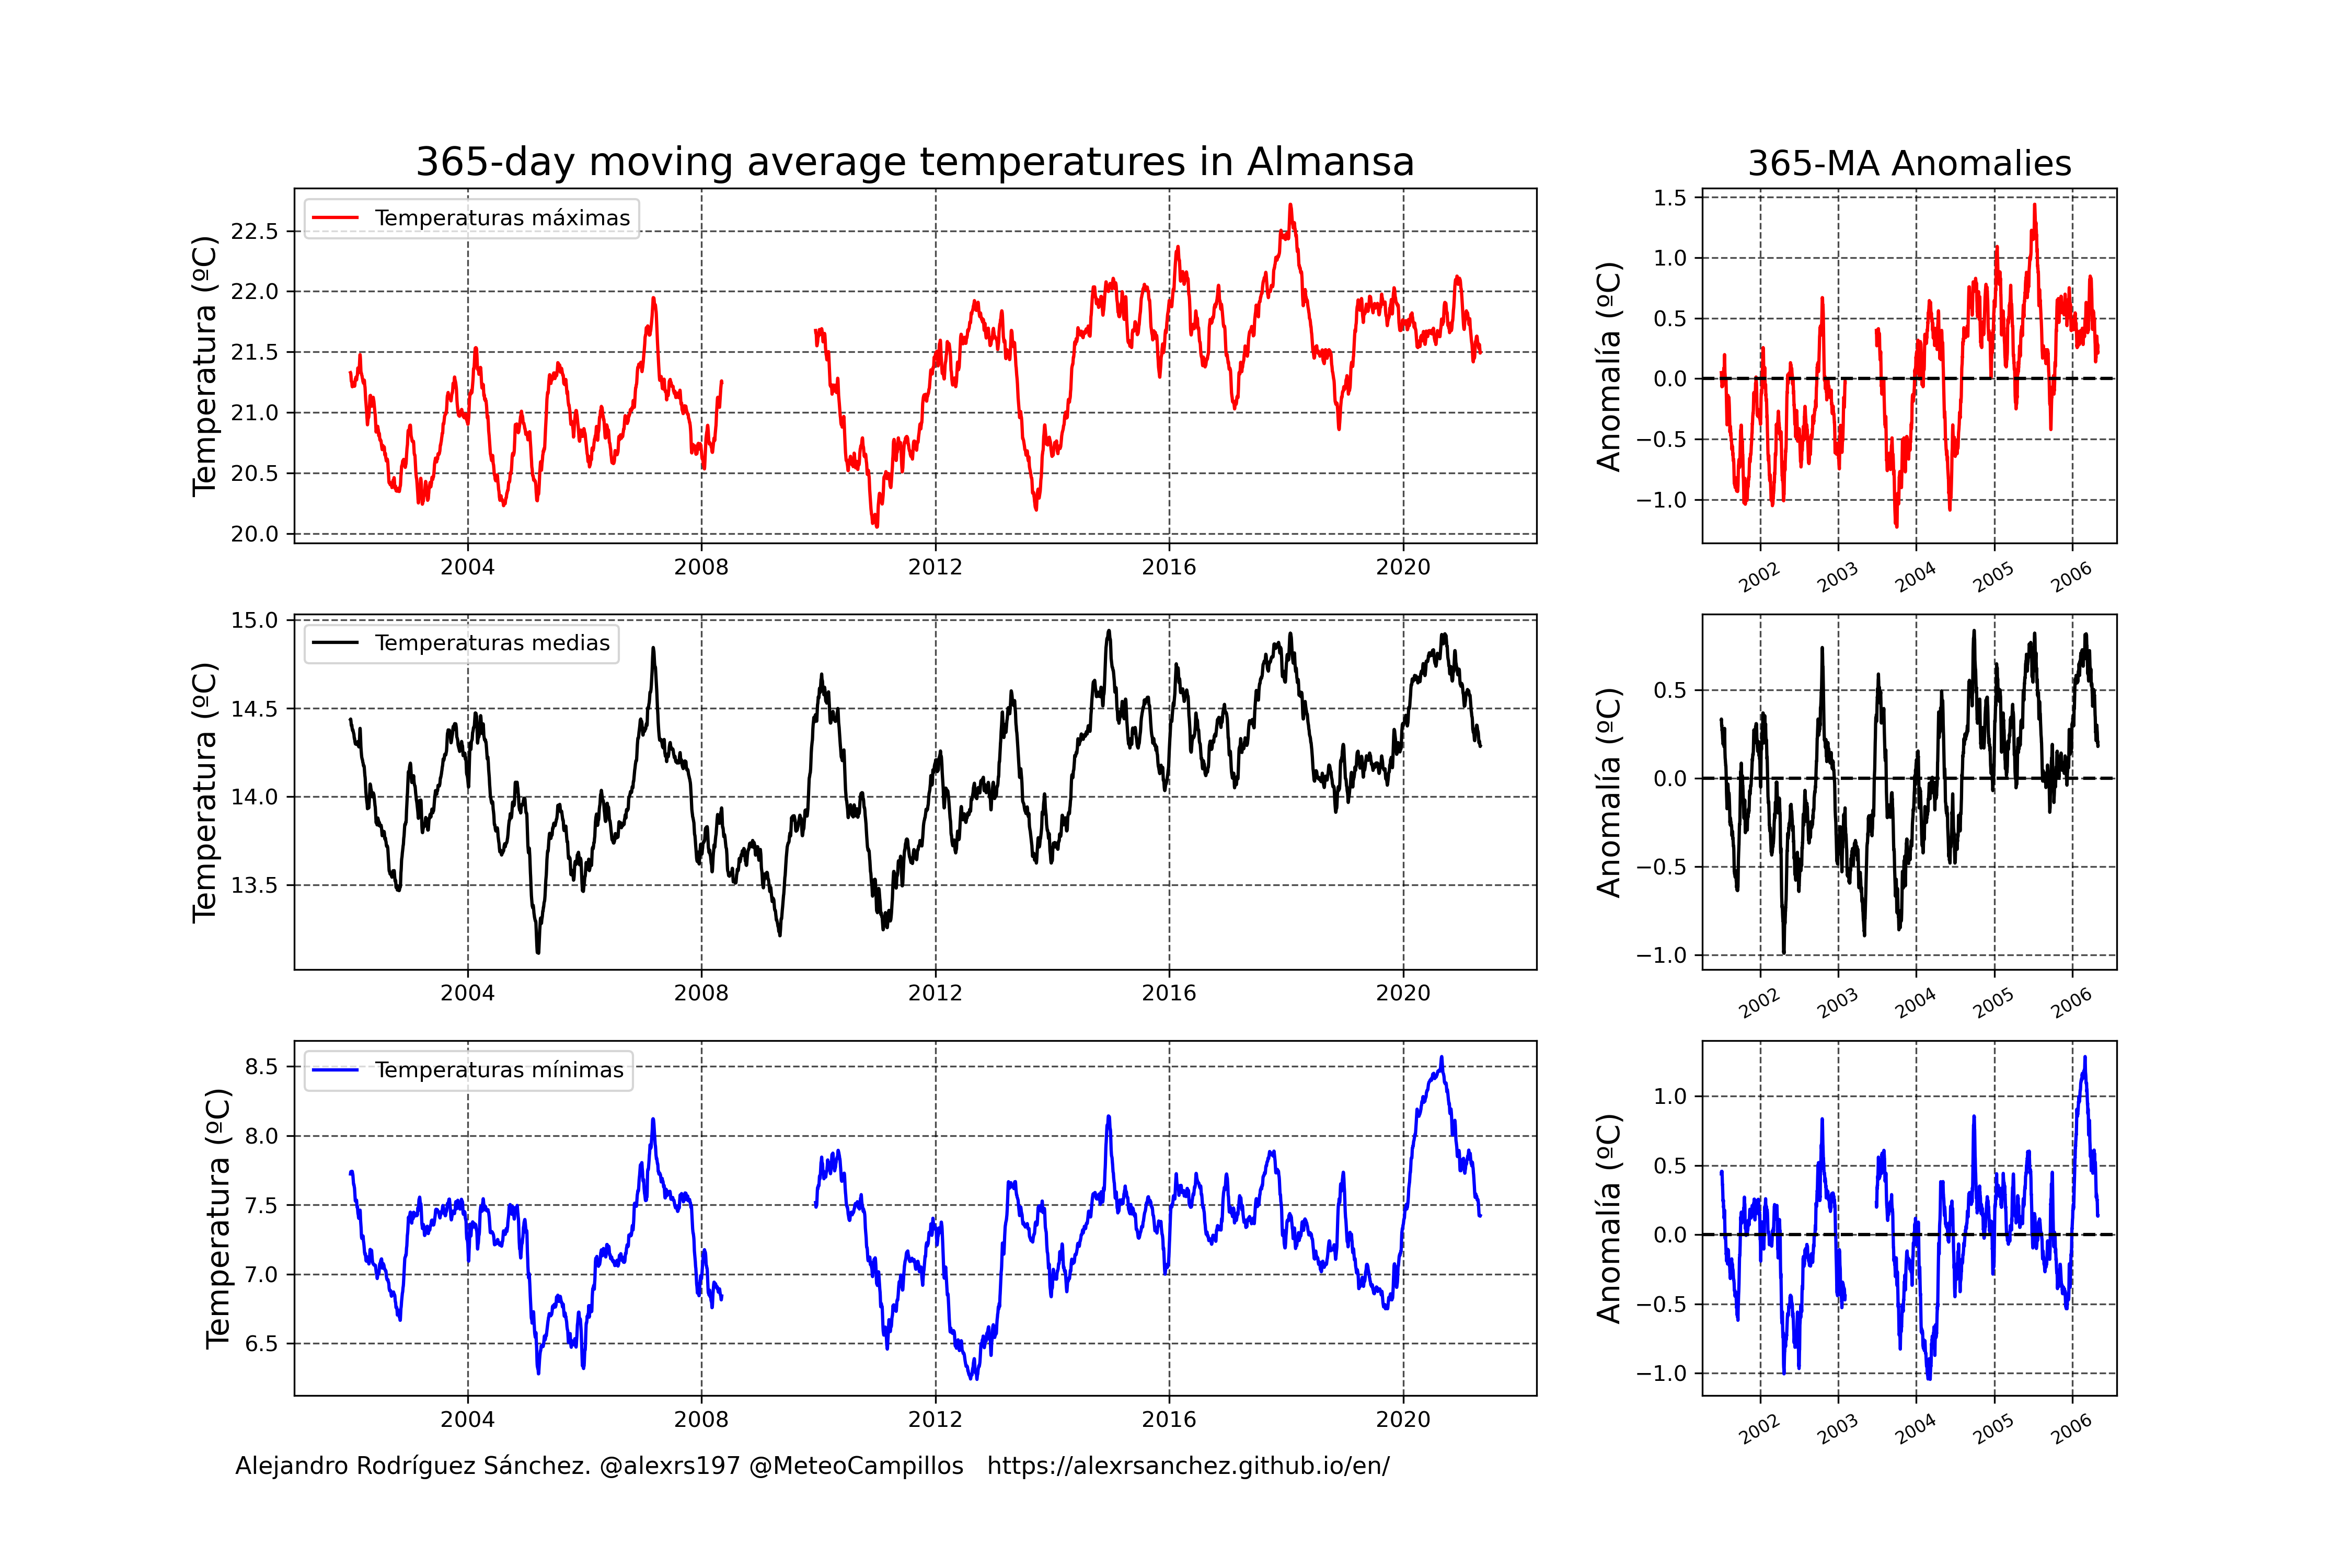 365-day moving average temperatures in Almansa
Temperaturas máximas
Temperatura (ºC)
22.5
22.0
21.5
21.0
20.5
20.0
2004 2008 2012 2016 2020
365-MA Anomalies
Anomalía (ºC)
1.5
1.0
0.5
0.0
−0.5
−1.0
2002 2003 2004 2005 2006
Temperaturas medias
Temperatura (ºC)
15.0
14.5
14.0
13.5
2004 2008 2012 2016 2020
Anomalía (ºC)
0.5
0.0
−0.5
−1.0
2002 2003 2004 2005 2006
Temperaturas mínimas
Temperatura (ºC)
8.5
8.0
7.5
7.0
6.5
2004 2008 2012 2016 2020
Anomalía (ºC)
1.0
0.5
0.0
−0.5
−1.0
2002 2003 2004 2005 2006
Alejandro Rodríguez Sánchez. @alexrs197 @MeteoCampillos https://alexrsanchez.github.io/en/